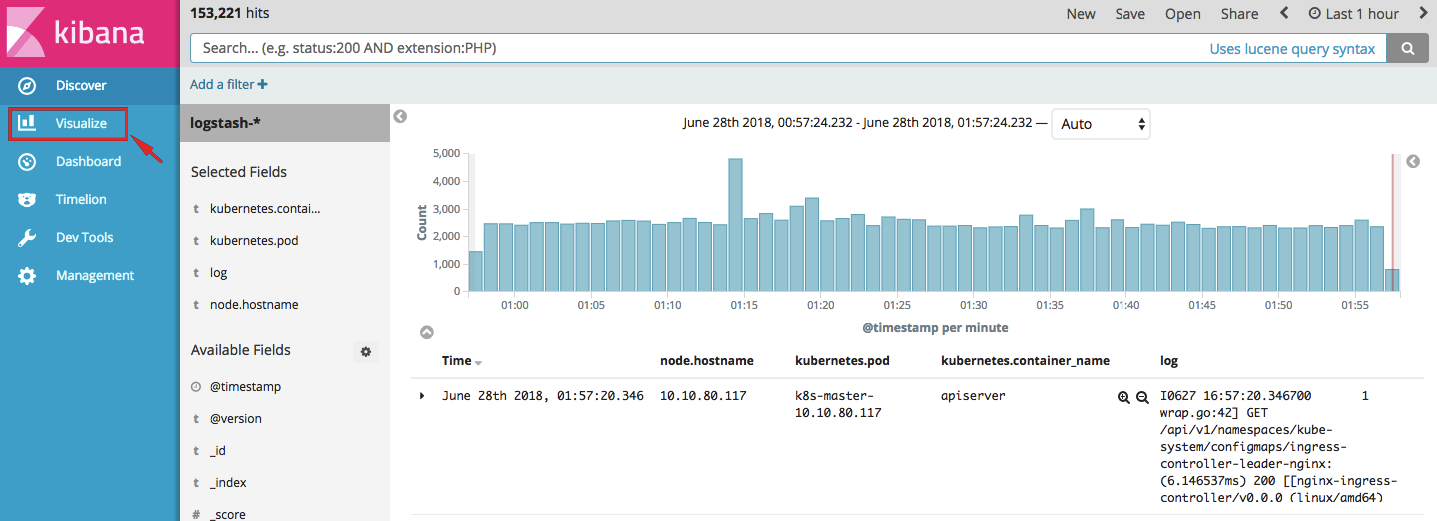 kibana
Discover
Visualize
Dashboard
Timelion
Dev Tools
Management
153,221 hits
New Save Open Share Last 1 hour
Search... (e.g. status:200 AND extension:PHP) Uses lucene query syntax
Add a filter +
logstash-*
Selected Fields
t kubernetes.contai...
t kubernetes.pod
t log
t node.hostname
Available Fields
@timestamp
t @version
t _id
t _index
# _score
June 28th 2018, 00:57:24.232 - June 28th 2018, 01:57:24.232 — Auto
5,000
4,000
3,000
2,000
1,000
0
Count
01:00 01:05 01:10 01:15 01:20 01:25 01:30 01:35 01:40 01:45 01:50 01:55
@timestamp per minute
Time node.hostname kubernetes.pod kubernetes.container_name log
June 28th 2018, 01:57:20.346 10.10.80.117 k8s-master- apiserver I0627 16:57:20.346700 1
10.10.80.117 wrap.go:42] GET
/api/v1/namespaces/kube-
system/configmaps/ingress-
controller-leader-nginx:
(6.146537ms) 200 [[nginx-ingress-
controller/v0.0.0 (linux/amd64)